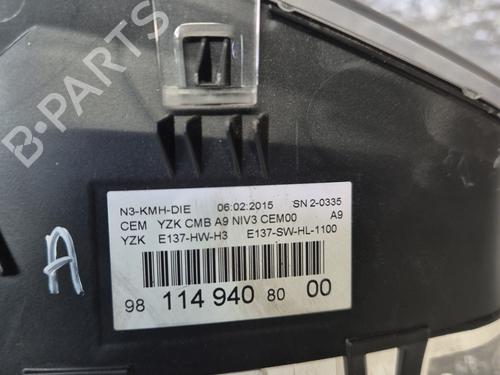 B-PARTS
N3-KMH-DIE 06:02:2015 SN 2-0335
CEM YZK CMB A9 NIV3 CEM00 A9
YZK E137-HW-H3 E137-SW-HL-1100
98 114 940 80 00
A